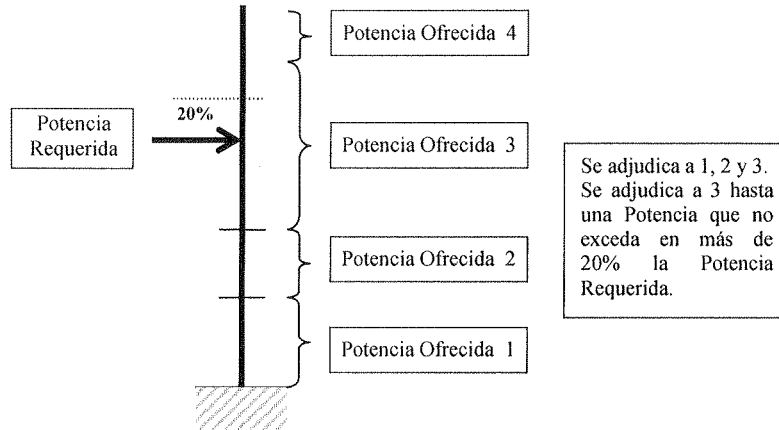 Potencia Ofrecida 4
20%
Potencia
Requerida
Potencia Ofrecida 3
Se adjudica a 1, 2 y 3.
Se adjudica a 3 hasta
una Potencia que no
exceda en más de
20% la Potencia
Requerida.
Potencia Ofrecida 2
Potencia Ofrecida 1